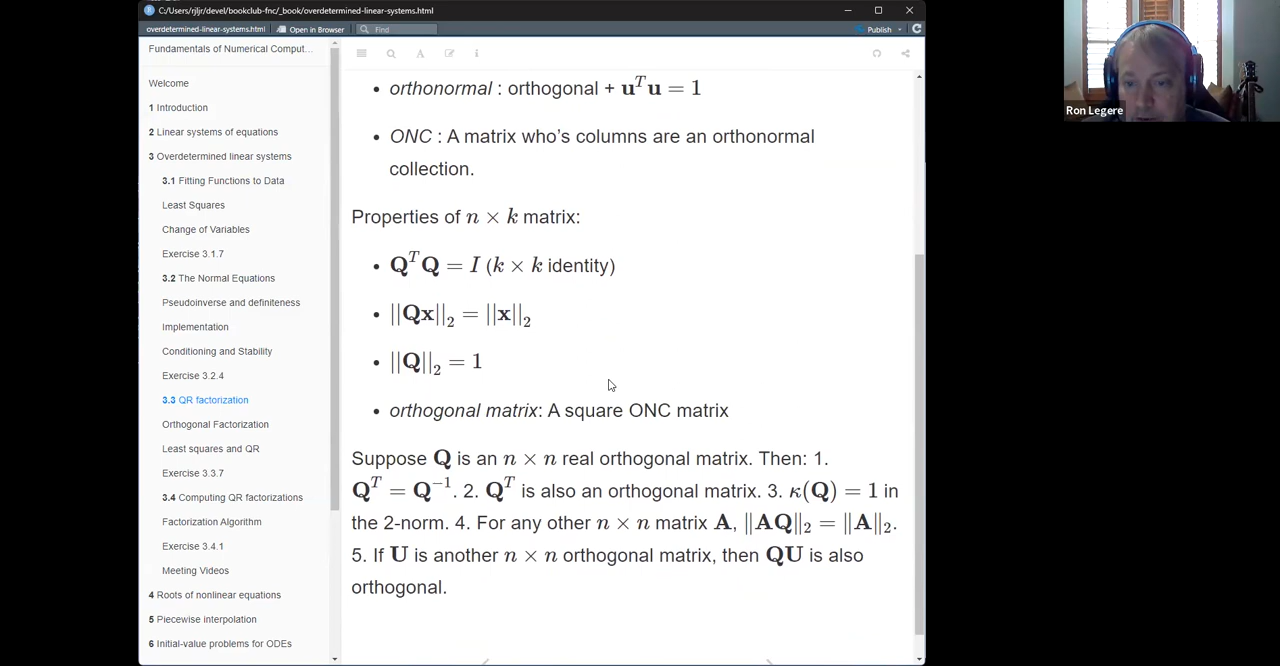 C:/Users/rjljr/devel/bookclub-fnc/_book/overdetermined-linear-systems.html
overdetermined-linear-systems.html
Open in Browser
Find
Publish
Fundamentals of Numerical Comput...
Welcome
1 Introduction
2 Linear systems of equations
3 Overdetermined linear systems
3.1 Fitting Functions to Data
Least Squares
Change of Variables
Exercise 3.1.7
3.2 The Normal Equations
Pseudoinverse and definiteness
Implementation
Conditioning and Stability
Exercise 3.2.4
3.3 QR factorization
Orthogonal Factorization
Least squares and QR
Exercise 3.3.7
3.4 Computing QR factorizations
Factorization Algorithm
Exercise 3.4.1
Meeting Videos
4 Roots of nonlinear equations
5 Piecewise interpolation
6 Initial-value problems for ODEs
• orthonormal : orthogonal + u^T u = 1
• ONC : A matrix who's columns are an orthonormal
collection.
Properties of n × k matrix:
• Q^T Q = I (k × k identity)
• ||Qx||_2 = ||x||_2
• ||Q||_2 = 1
• orthogonal matrix: A square ONC matrix
Suppose Q is an n × n real orthogonal matrix. Then: 1.
Q^T = Q^{-1}. 2. Q^T is also an orthogonal matrix. 3. κ(Q) = 1 in
the 2-norm. 4. For any other n × n matrix A, ‖AQ‖_2 = ‖A‖_2.
5. If U is another n × n orthogonal matrix, then QU is also
orthogonal.
Ron Legere